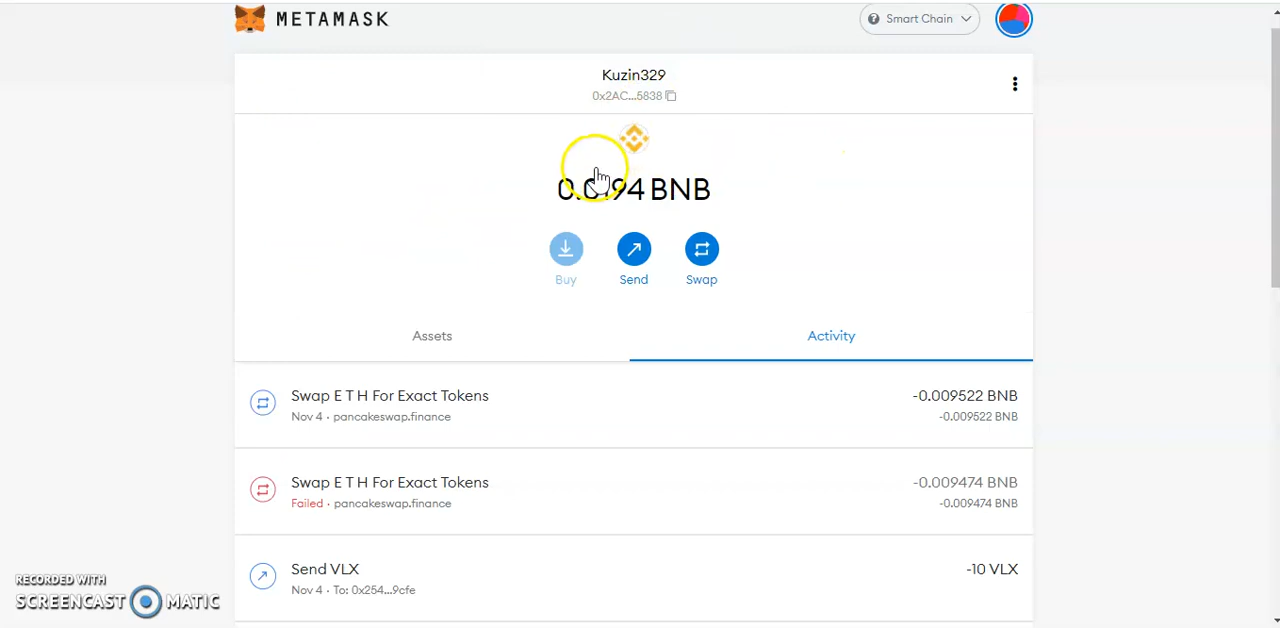 METAMASK
? Smart Chain
Kuzin329
0x2AC...5838
0.0194 BNB
Buy
Send
Swap
Assets
Activity
Swap E T H For Exact Tokens
-0.009522 BNB
Nov 4 · pancakeswap.finance
-0.009522 BNB
Swap E T H For Exact Tokens
-0.009474 BNB
Failed · pancakeswap.finance
-0.009474 BNB
Send VLX
-10 VLX
Nov 4 · To: 0x254...9cfe
RECORDED WITH
SCREENCAST MATIC